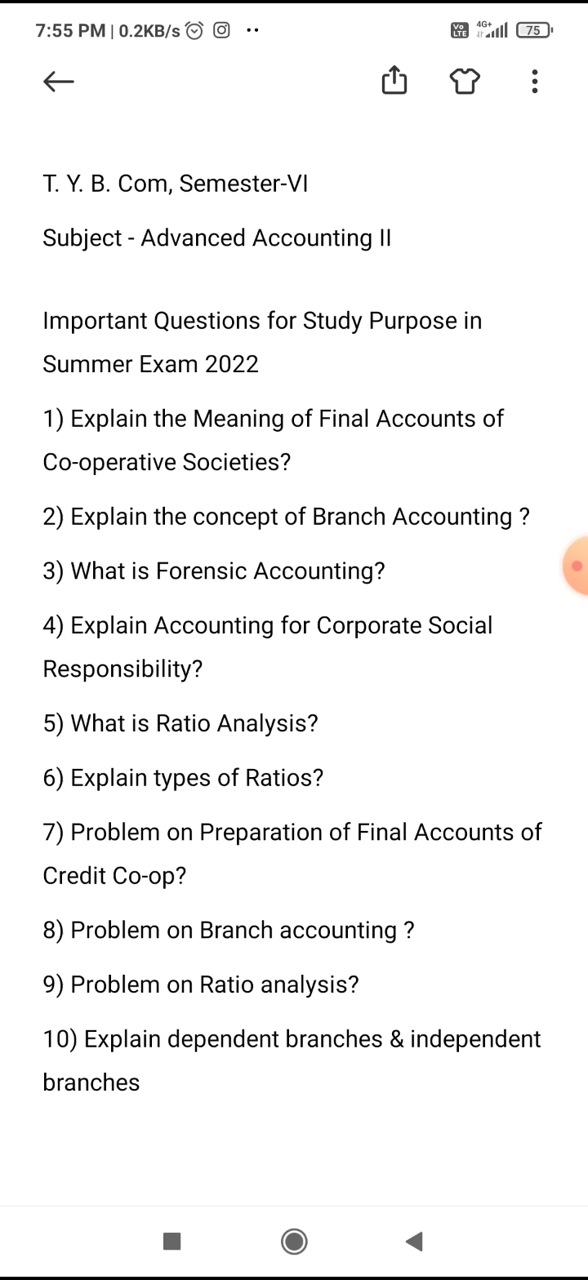 7:55 PM | 0.2KB/s
Vo LTE 4G+ 75
T. Y. B. Com, Semester-VI
Subject - Advanced Accounting II
Important Questions for Study Purpose in
Summer Exam 2022
1) Explain the Meaning of Final Accounts of
Co-operative Societies?
2) Explain the concept of Branch Accounting ?
3) What is Forensic Accounting?
4) Explain Accounting for Corporate Social
Responsibility?
5) What is Ratio Analysis?
6) Explain types of Ratios?
7) Problem on Preparation of Final Accounts of
Credit Co-op?
8) Problem on Branch accounting ?
9) Problem on Ratio analysis?
10) Explain dependent branches & independent
branches